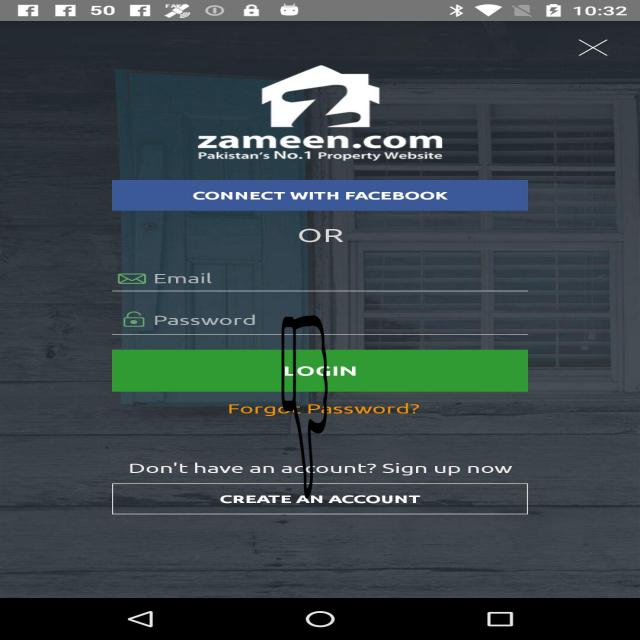 50 10:32
zameen.com
Pakistan's No.1 Property Website
CONNECT WITH FACEBOOK
OR
Email
Password
LOGIN
Forgot Password?
Don't have an account? Sign up now
CREATE AN ACCOUNT